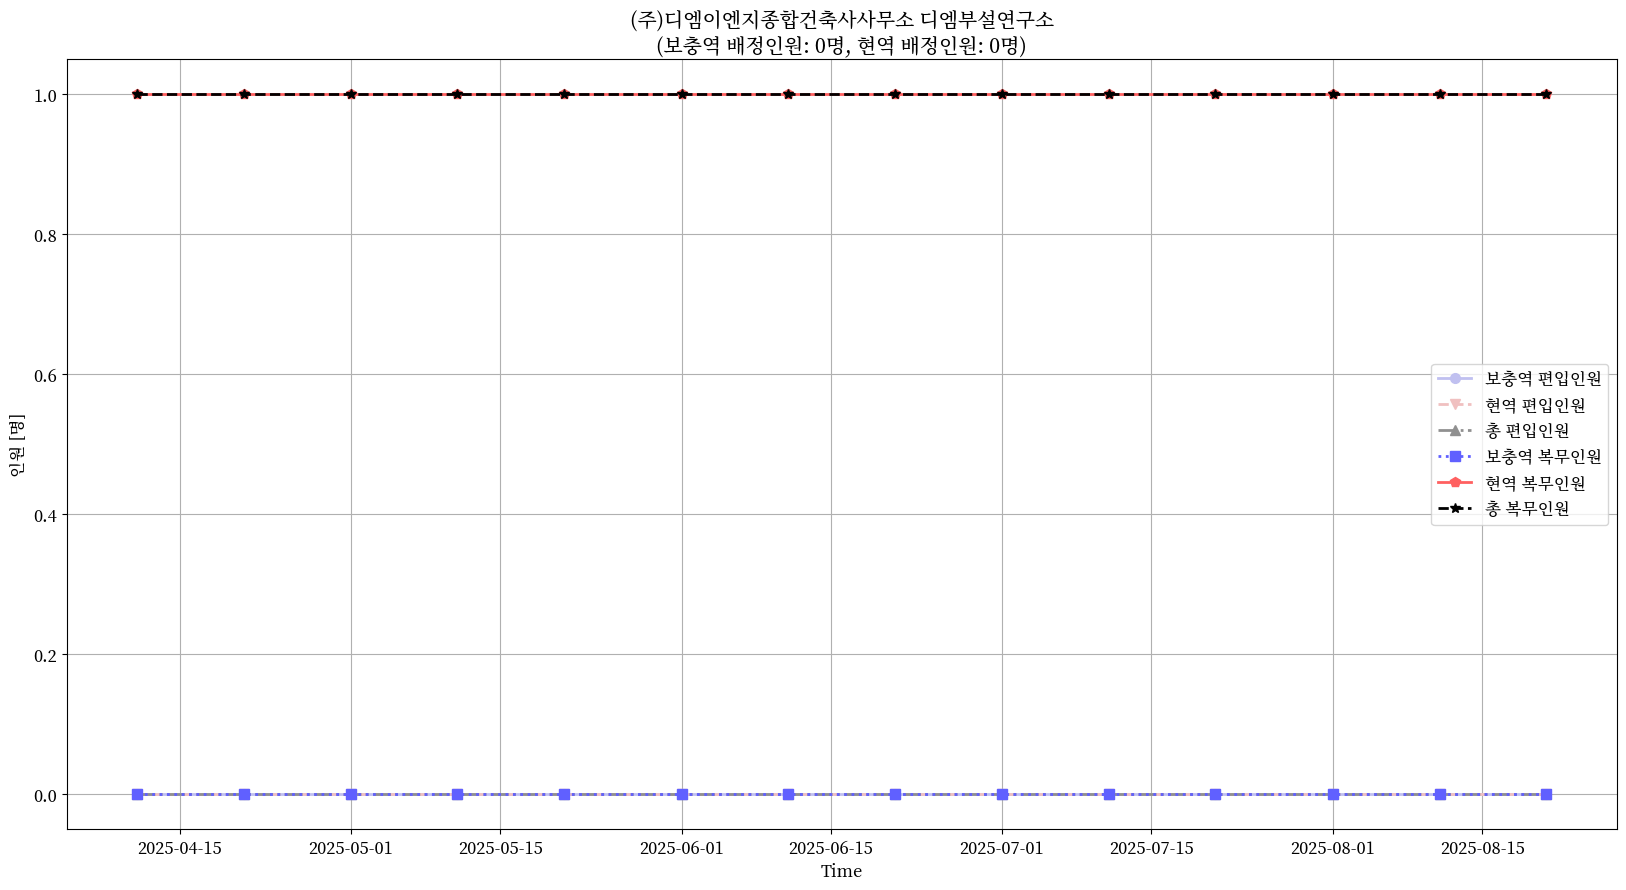 (주)디엠이엔지종합건축사사무소 디엠부설연구소
(보충역 배정인원: 0명, 현역 배정인원: 0명)
인원 [명]
1.0
0.8
0.6
0.4
0.2
0.0
보충역 편입인원
현역 편입인원
총 편입인원
보충역 복무인원
현역 복무인원
총 복무인원
2025-04-15 2025-05-01 2025-05-15 2025-06-01 2025-06-15 2025-07-01 2025-07-15 2025-08-01 2025-08-15
Time